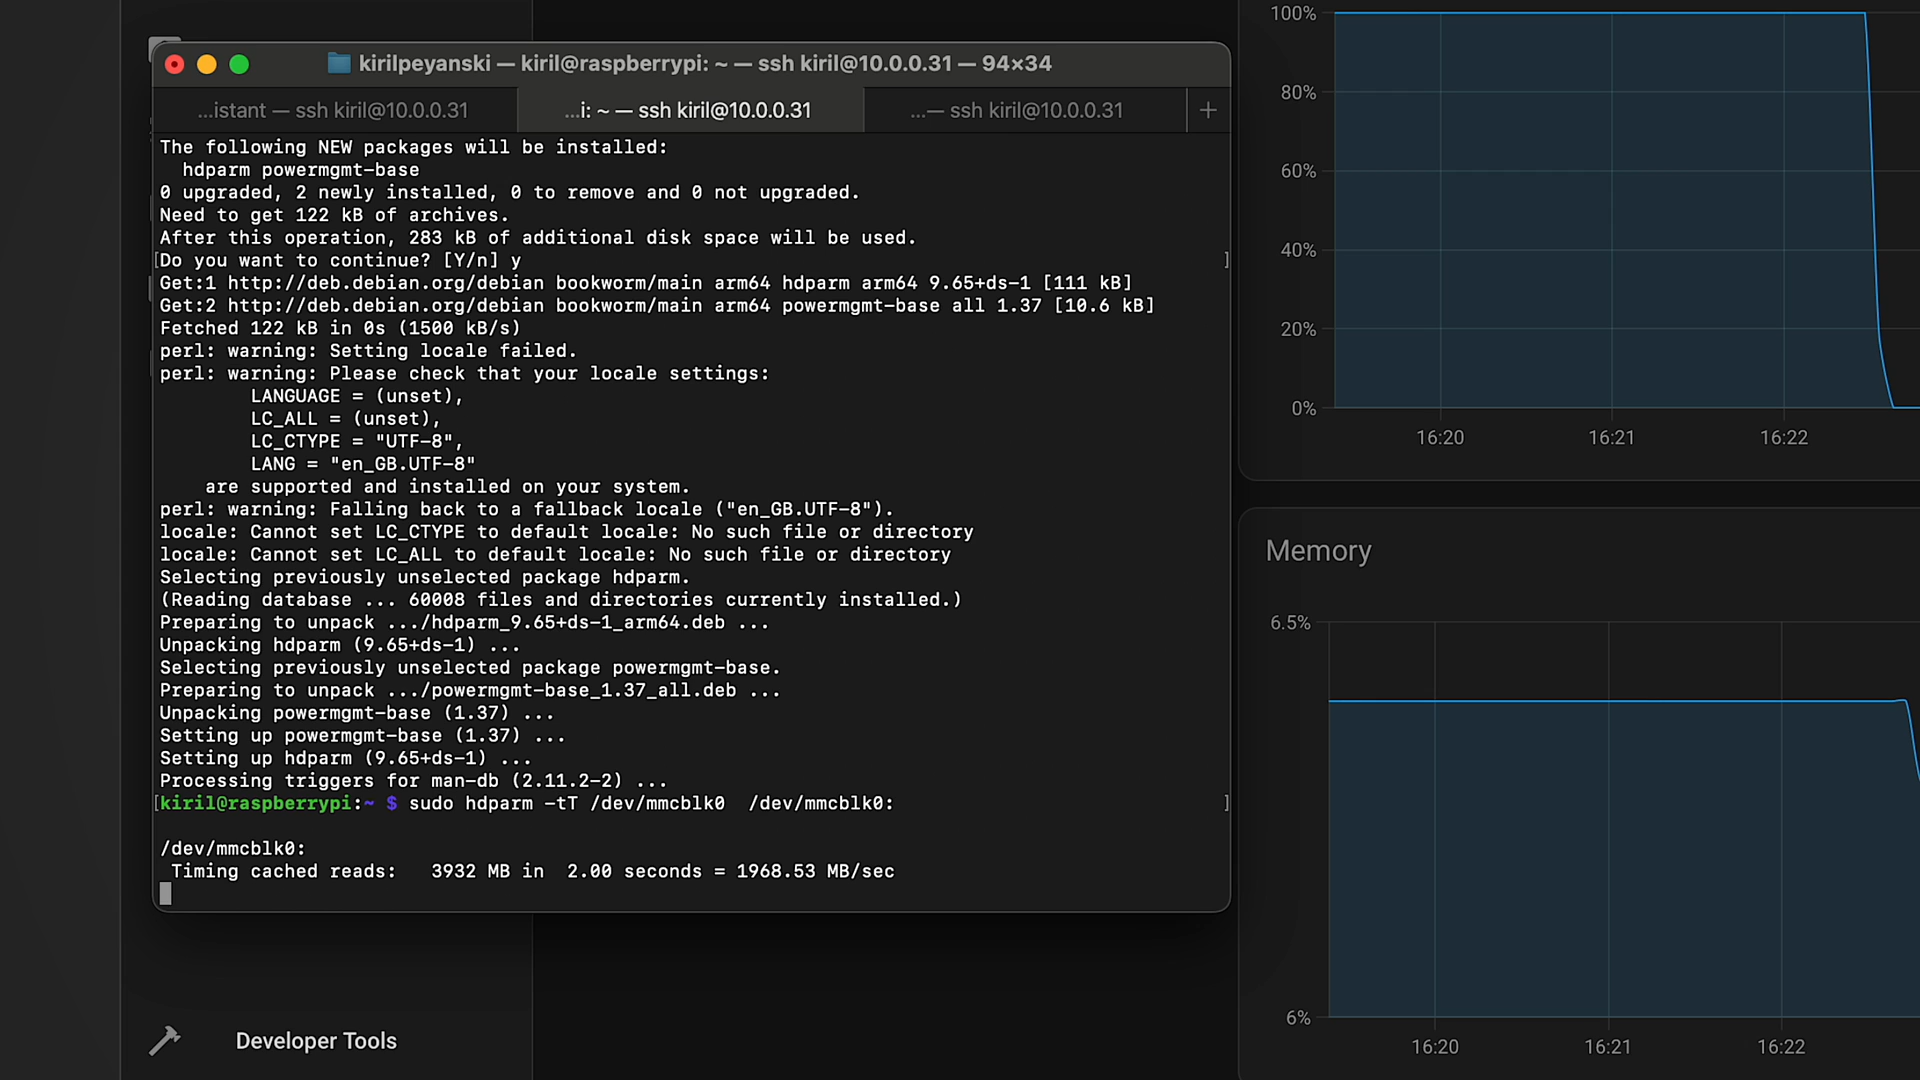 kirilpeyanski — kiril@raspberrypi: ~ — ssh kiril@10.0.0.31 — 94×34
...istant — ssh kiril@10.0.0.31
...i: ~ — ssh kiril@10.0.0.31
...— ssh kiril@10.0.0.31
+
The following NEW packages will be installed:
  hdparm powermgmt-base
0 upgraded, 2 newly installed, 0 to remove and 0 not upgraded.
Need to get 122 kB of archives.
After this operation, 283 kB of additional disk space will be used.
[Do you want to continue? [Y/n] y ]
Get:1 http://deb.debian.org/debian bookworm/main arm64 hdparm arm64 9.65+ds-1 [111 kB]
Get:2 http://deb.debian.org/debian bookworm/main arm64 powermgmt-base all 1.37 [10.6 kB]
Fetched 122 kB in 0s (1500 kB/s)
perl: warning: Setting locale failed.
perl: warning: Please check that your locale settings:
        LANGUAGE = (unset),
        LC_ALL = (unset),
        LC_CTYPE = "UTF-8",
        LANG = "en_GB.UTF-8"
    are supported and installed on your system.
perl: warning: Falling back to a fallback locale ("en_GB.UTF-8").
locale: Cannot set LC_CTYPE to default locale: No such file or directory
locale: Cannot set LC_ALL to default locale: No such file or directory
Selecting previously unselected package hdparm.
(Reading database ... 60008 files and directories currently installed.)
Preparing to unpack .../hdparm_9.65+ds-1_arm64.deb ...
Unpacking hdparm (9.65+ds-1) ...
Selecting previously unselected package powermgmt-base.
Preparing to unpack .../powermgmt-base_1.37_all.deb ...
Unpacking powermgmt-base (1.37) ...
Setting up powermgmt-base (1.37) ...
Setting up hdparm (9.65+ds-1) ...
Processing triggers for man-db (2.11.2-2) ...
[kiril@raspberrypi:~ $ sudo hdparm -tT /dev/mmcblk0  /dev/mmcblk0: ]
/dev/mmcblk0:
 Timing cached reads:   3932 MB in  2.00 seconds = 1968.53 MB/sec
Developer Tools
100%
80%
60%
40%
20%
0%
16:20
16:21
16:22
Memory
6.5%
6%
16:20
16:21
16:22